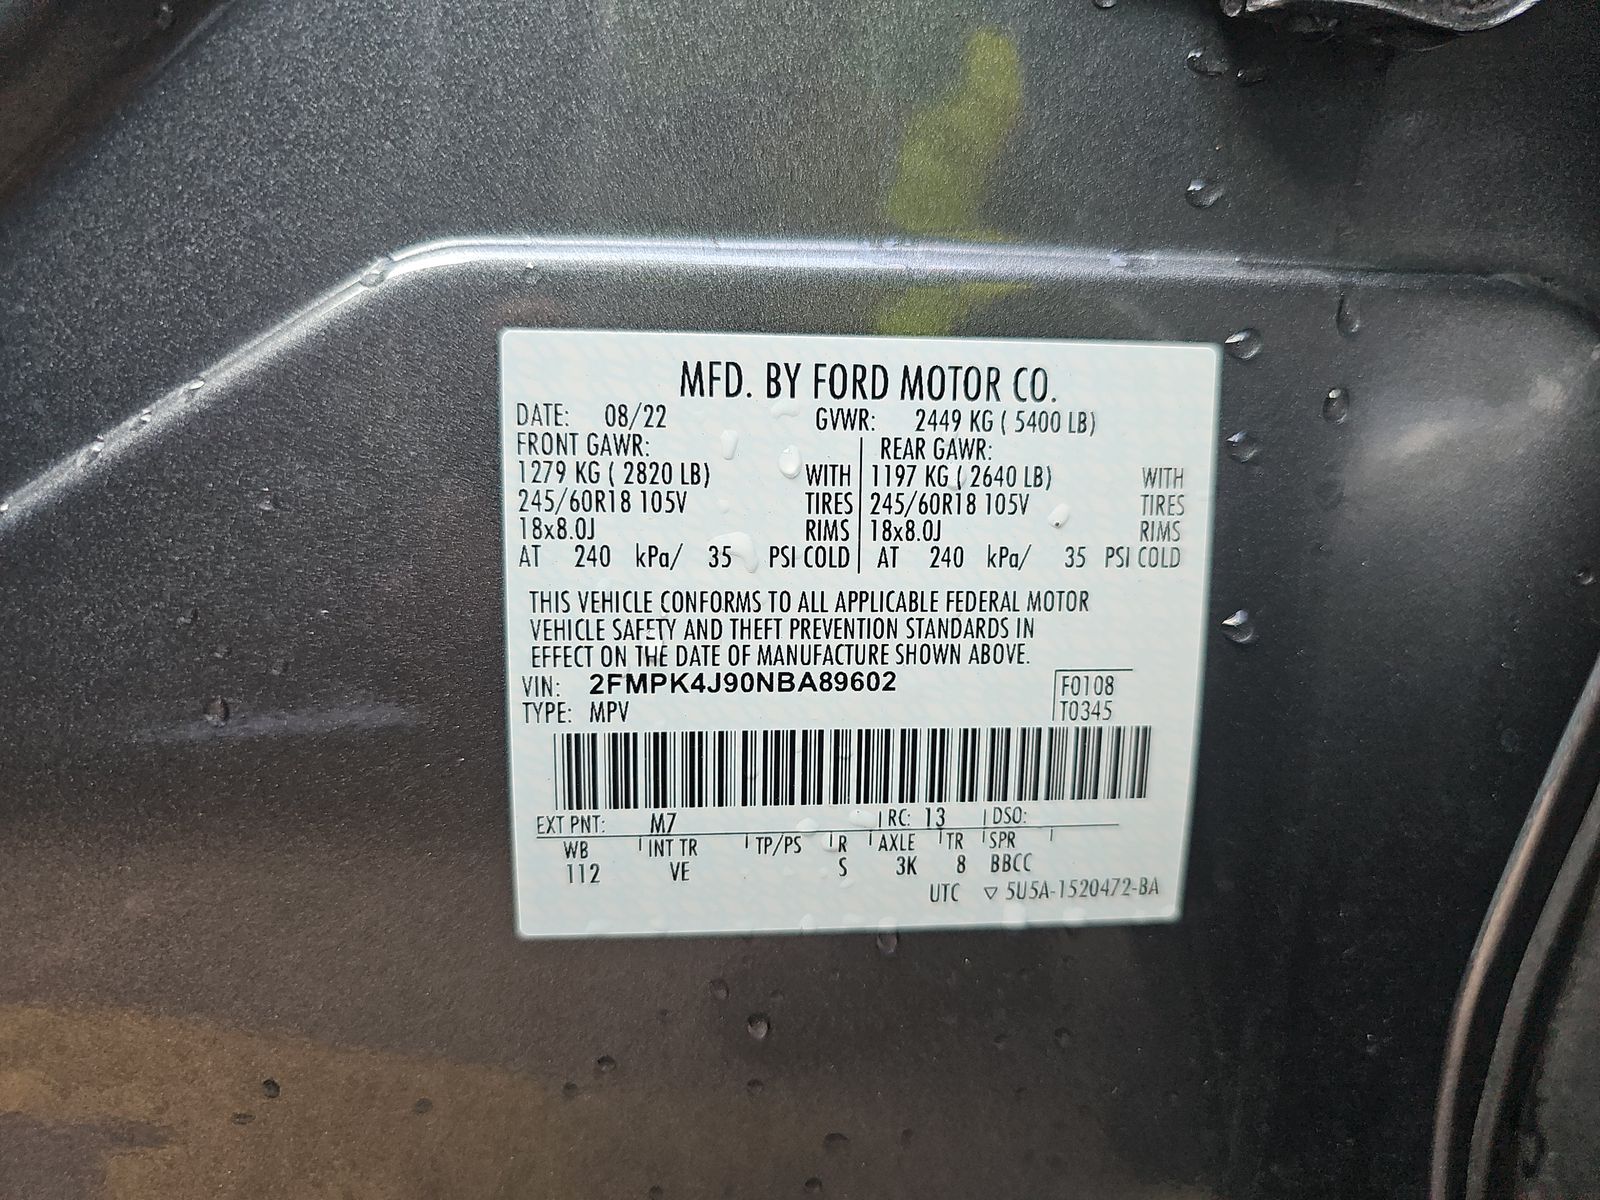 MFD. BY FORD MOTOR CO.
DATE: 08/22 GVWR: 2449 KG ( 5400 LB)
FRONT GAWR: REAR GAWR:
1279 KG ( 2820 LB) WITH 1197 KG ( 2640 LB) WITH
245/60R18 105V TIRES 245/60R18 105V TIRES
18x8.0J RIMS 18x8.0J RIMS
AT 240 kPa/ 35 PSI COLD AT 240 kPa/ 35 PSI COLD
THIS VEHICLE CONFORMS TO ALL APPLICABLE FEDERAL MOTOR
VEHICLE SAFETY AND THEFT PREVENTION STANDARDS IN
EFFECT ON THE DATE OF MANUFACTURE SHOWN ABOVE.
VIN: 2FMPK4J90NBA89602 F0108
TYPE: MPV T0345
EXT PNT: M7 RC: 13 DSO:
WB INT TR TP/PS R AXLE TR SPR
112 VE S 3K 8 BBCC
UTC ▽ 5U5A-1520472-BA